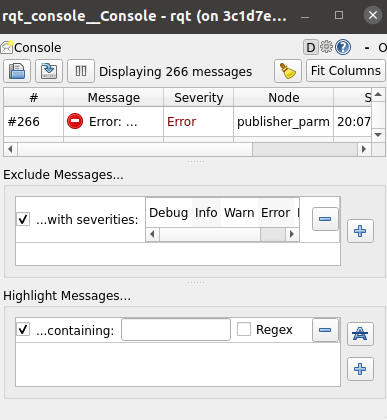 rqt_console__Console - rqt (on 3c1d7e...
Console D - O
Displaying 266 messages Fit Columns
# Message Severity Node S
#266 Error: ... Error publisher_parm 20:07
Exclude Messages...
...with severities: Debug Info Warn Error
Highlight Messages...
...containing: Regex